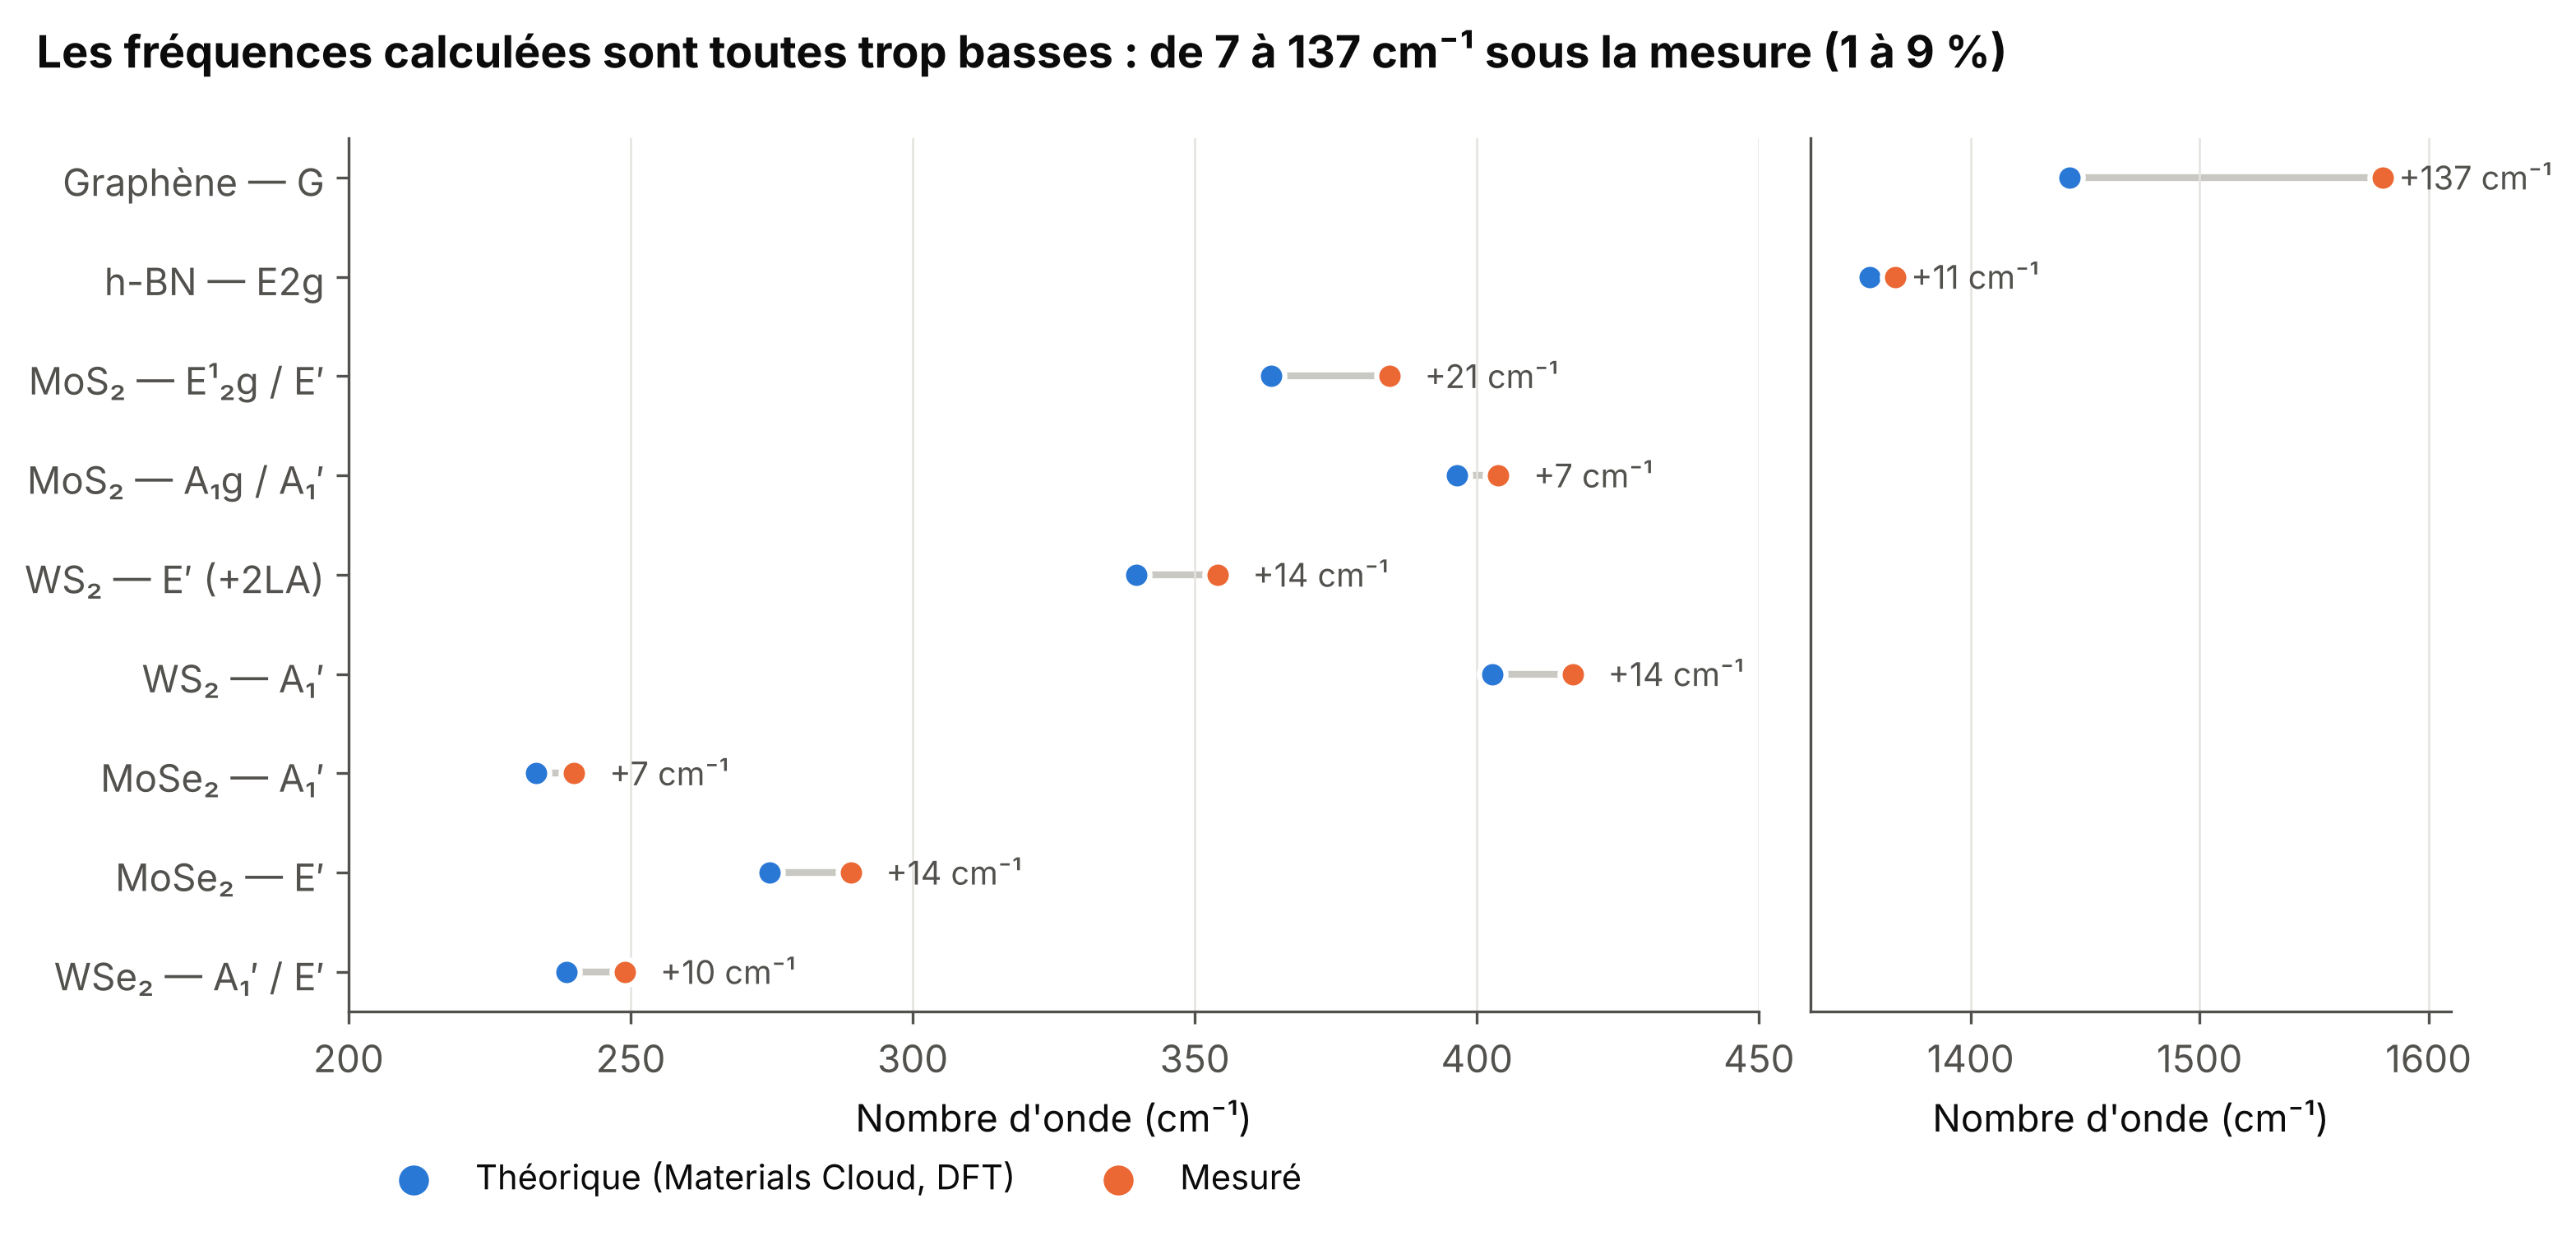 Les fréquences calculées sont toutes trop basses : de 7 à 137 cm⁻¹ sous la mesure (1 à 9 %)
Graphène — G
+137 cm⁻¹
h-BN — E2g
+11 cm⁻¹
MoS₂ — E¹₂g / E′
+21 cm⁻¹
MoS₂ — A₁g / A₁′
+7 cm⁻¹
WS₂ — E′ (+2LA)
+14 cm⁻¹
WS₂ — A₁′
+14 cm⁻¹
MoSe₂ — A₁′
+7 cm⁻¹
MoSe₂ — E′
+14 cm⁻¹
WSe₂ — A₁′ / E′
+10 cm⁻¹
200 250 300 350 400 450 1400 1500 1600
Nombre d'onde (cm⁻¹) Nombre d'onde (cm⁻¹)
Théorique (Materials Cloud, DFT) Mesuré